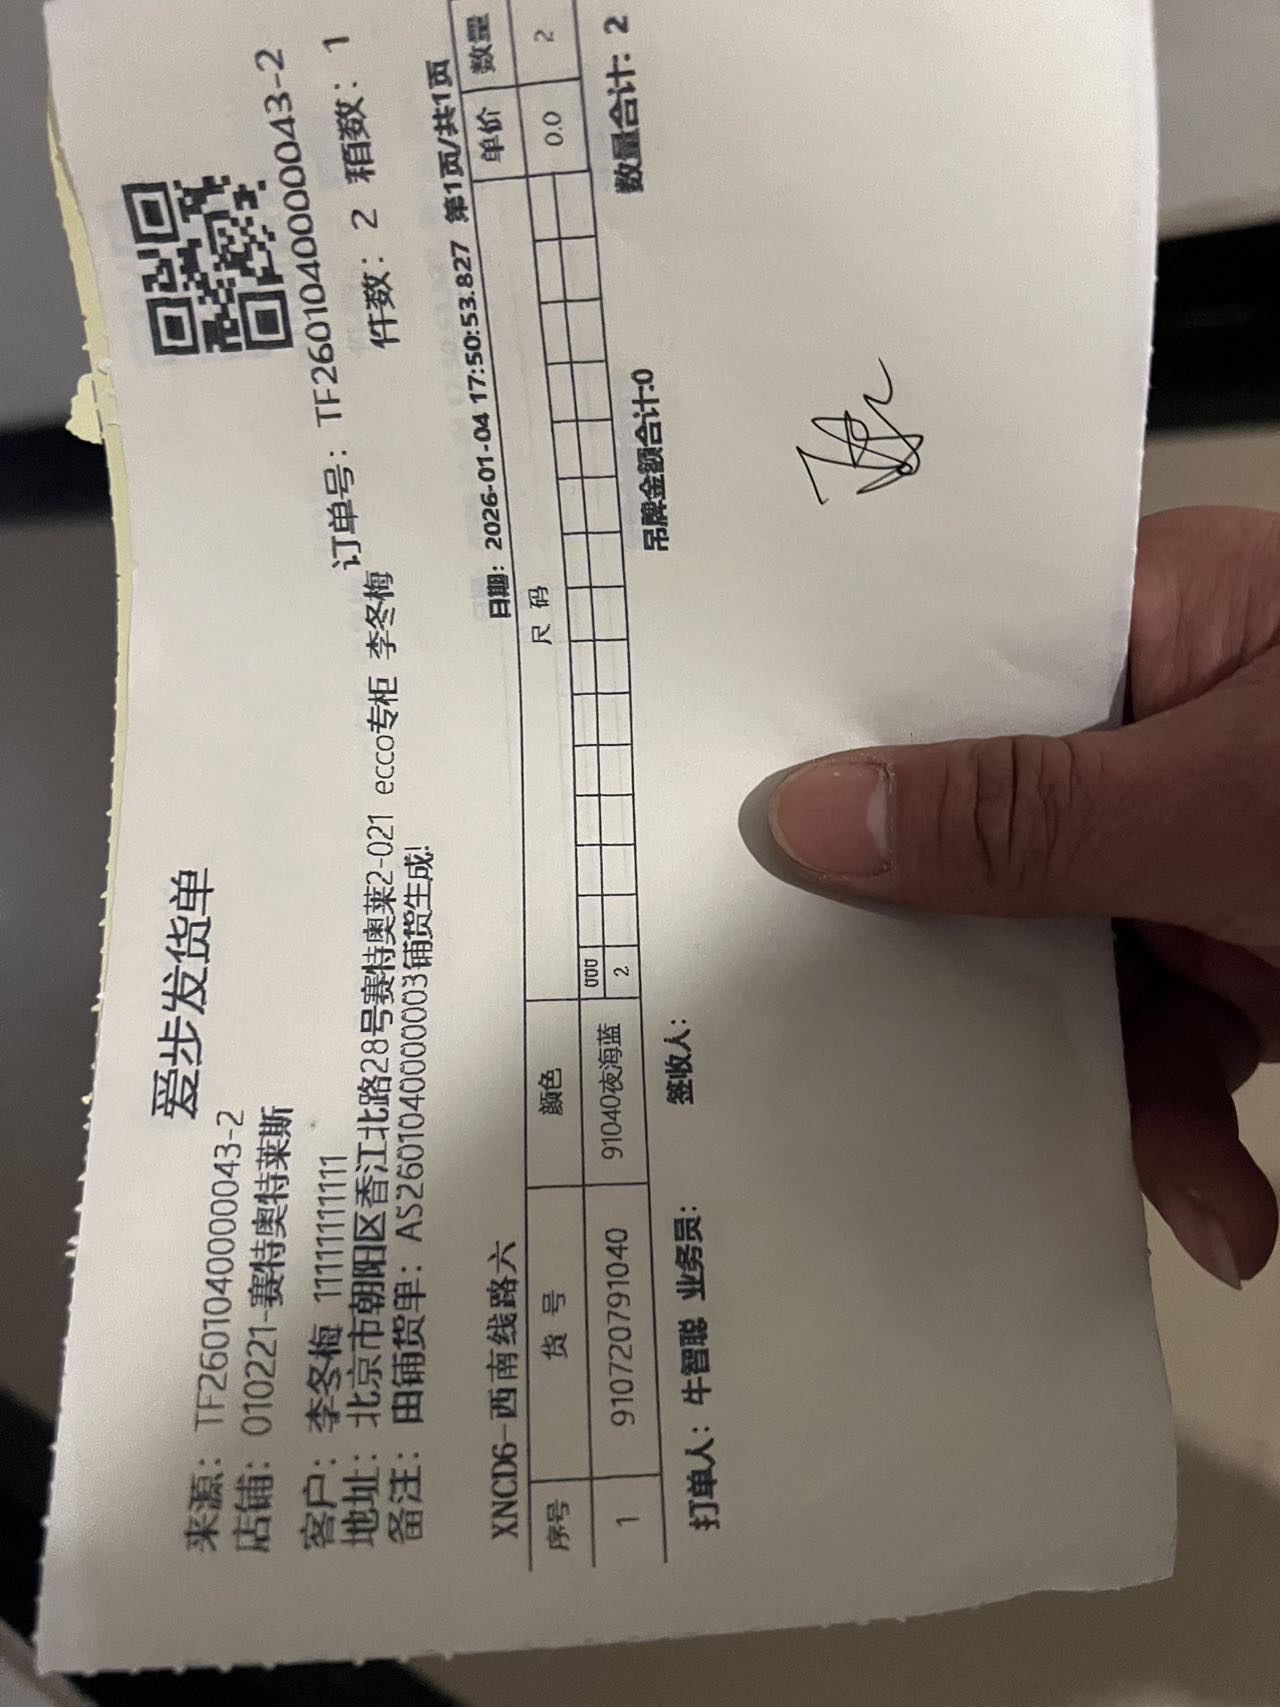 爱步发货单
来源：TF260104000043-2
店铺：010221-赛特奥特莱斯
订单号：TF260104000043-2
客户：李冬梅 11111111111
件数：2 箱数：1
地址：北京市朝阳区香江北路28号赛特奥莱2-021 ecco专柜 李冬梅
备注：由铺货单：AS260104000003铺货生成!
XNCD6-西南线路六 日期：2026-01-04 17:50:53.827 第1页/共1页
序号 货 号 颜色 尺 码 单价 数量
000
1 910720791040 91040夜海蓝 2 0.0 2
签收人： 吊牌金额合计:0 数量合计：2
打单人：牛智聪 业务员：